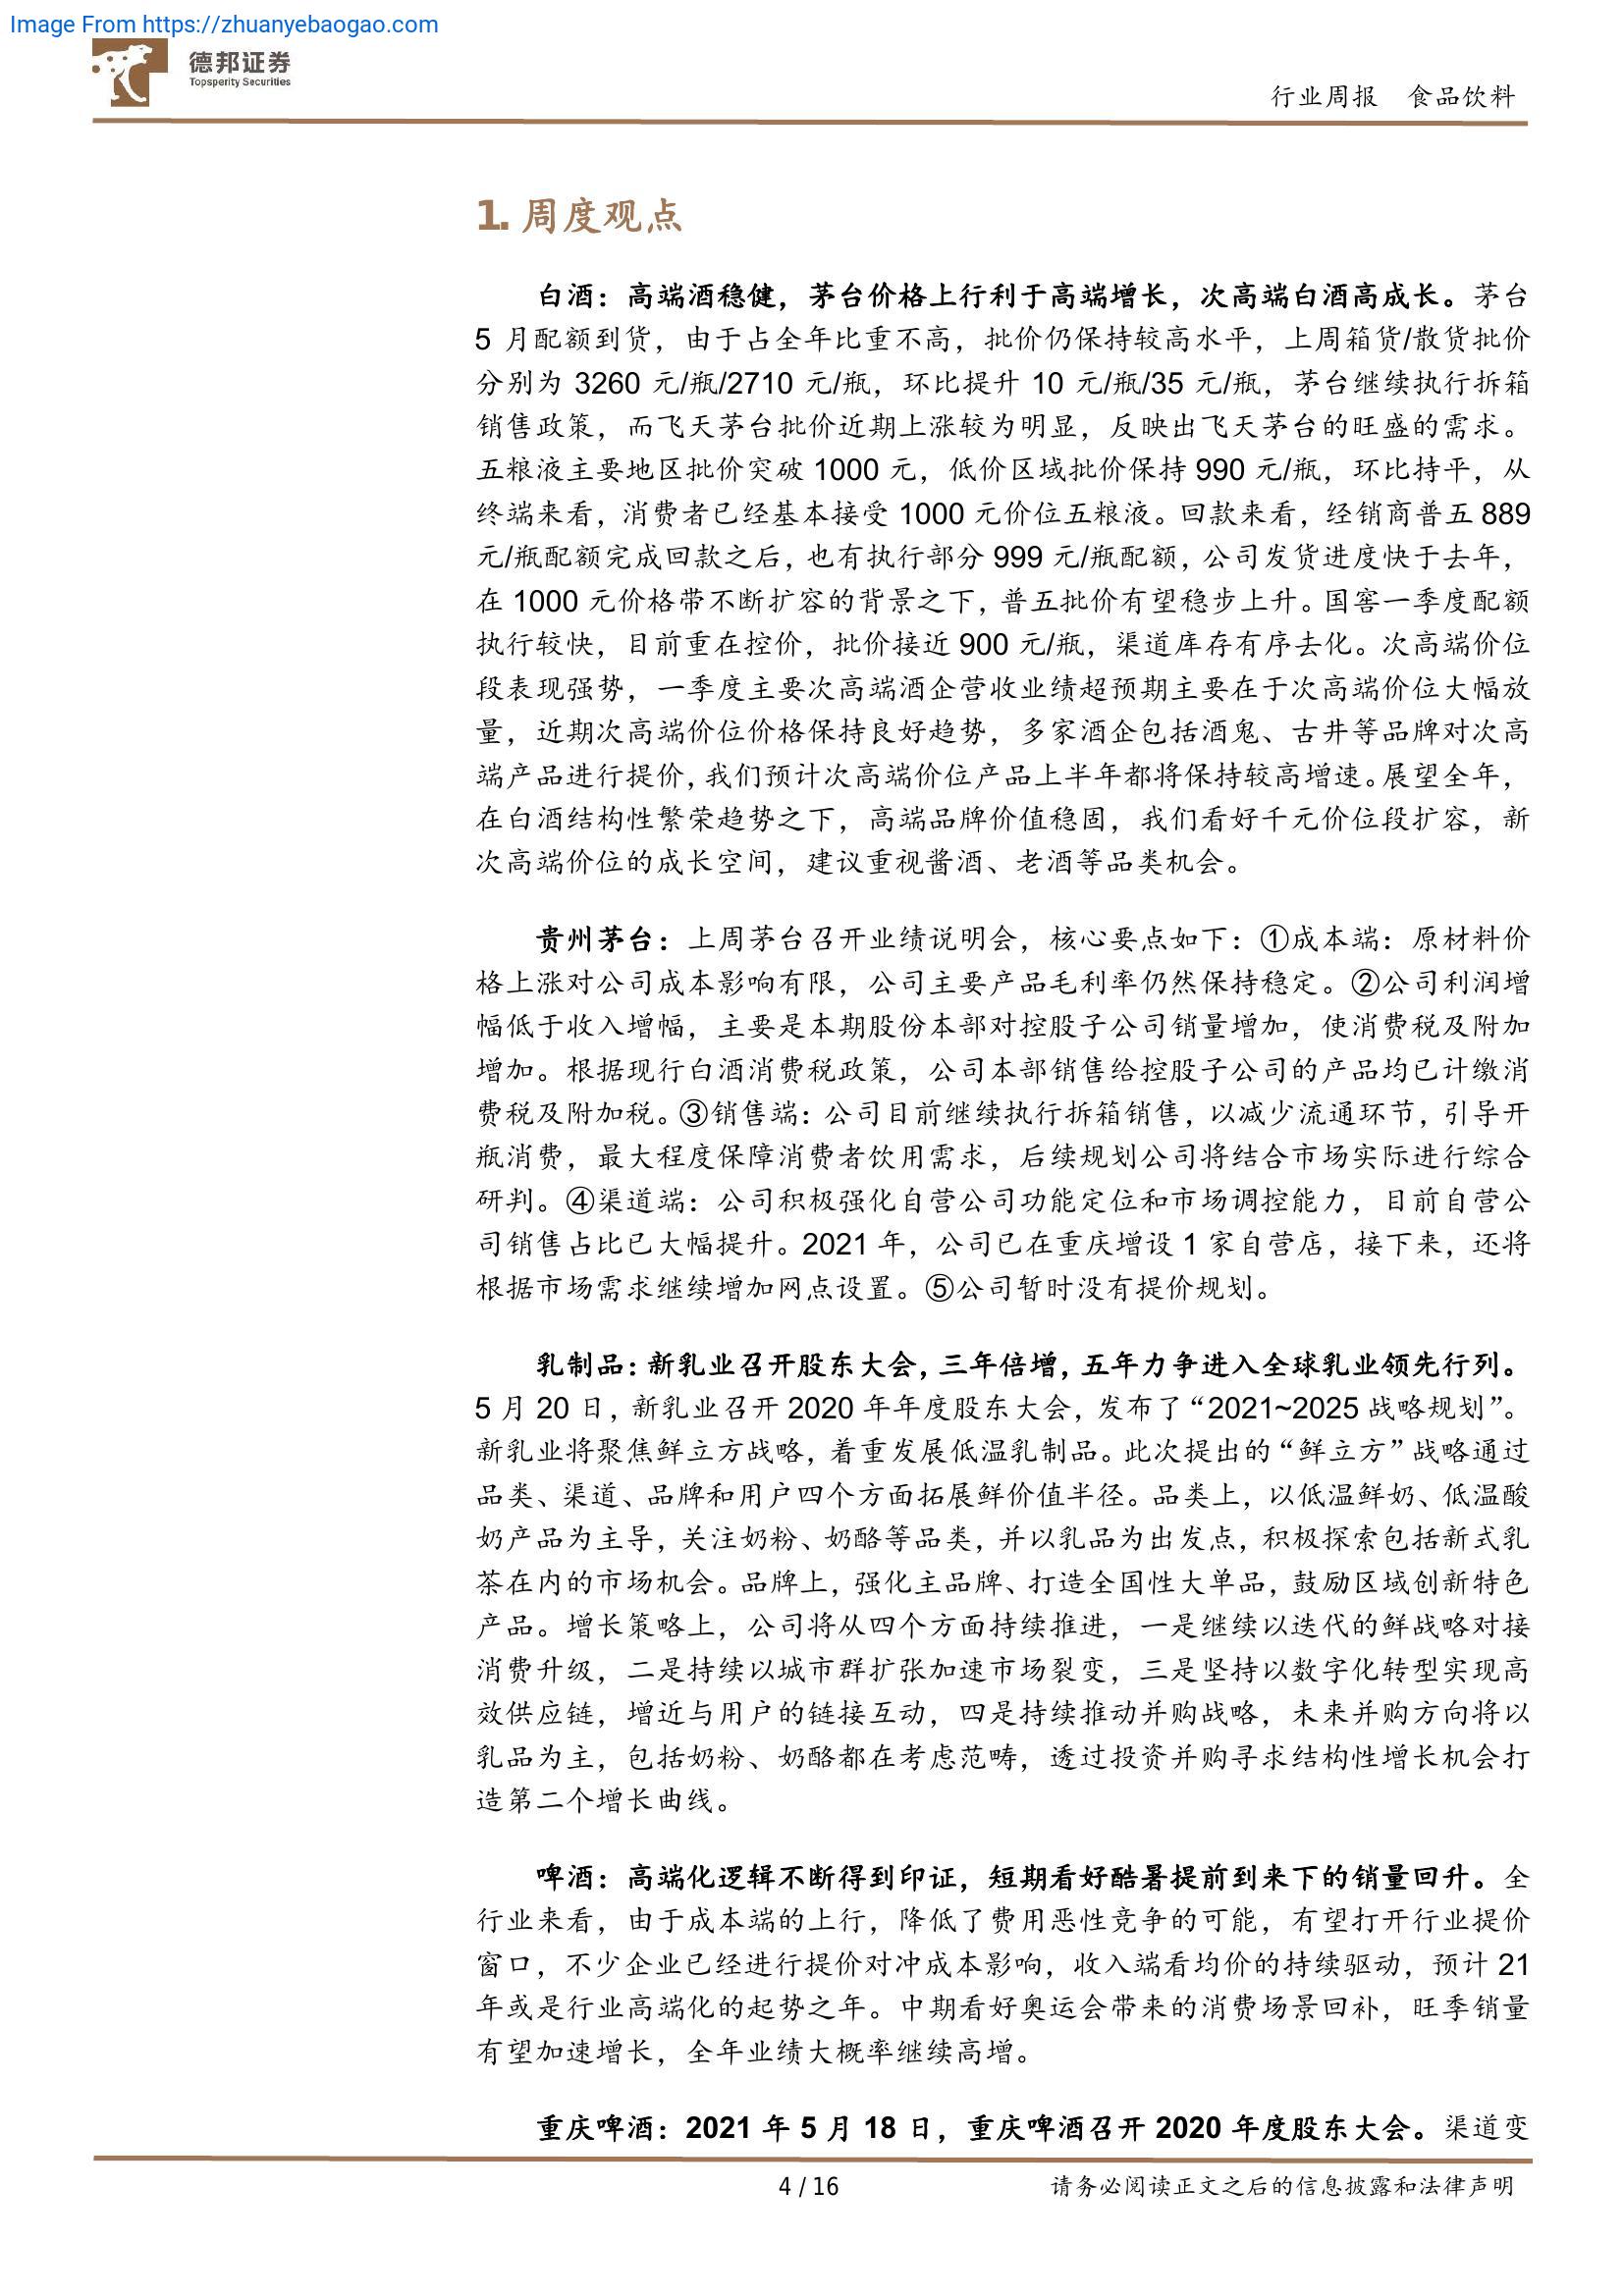 Image From https://zhuanyebaogao.com
德邦证券
Topsperity Securities
行业周报 食品饮料
1. 周度观点
白酒：高端酒稳健，茅台价格上行利于高端增长，次高端白酒高成长。茅台
5 月配额到货，由于占全年比重不高，批价仍保持较高水平，上周箱货/散货批价
分别为 3260 元/瓶/2710 元/瓶，环比提升 10 元/瓶/35 元/瓶，茅台继续执行拆箱
销售政策，而飞天茅台批价近期上涨较为明显，反映出飞天茅台的旺盛的需求。
五粮液主要地区批价突破 1000 元，低价区域批价保持 990 元/瓶，环比持平，从
终端来看，消费者已经基本接受 1000 元价位五粮液。回款来看，经销商普五 889
元/瓶配额完成回款之后，也有执行部分 999 元/瓶配额，公司发货进度快于去年，
在 1000 元价格带不断扩容的背景之下，普五批价有望稳步上升。国窖一季度配额
执行较快，目前重在控价，批价接近 900 元/瓶，渠道库存有序去化。次高端价位
段表现强势，一季度主要次高端酒企营收业绩超预期主要在于次高端价位大幅放
量，近期次高端价位价格保持良好趋势，多家酒企包括酒鬼、古井等品牌对次高
端产品进行提价，我们预计次高端价位产品上半年都将保持较高增速。展望全年，
在白酒结构性繁荣趋势之下，高端品牌价值稳固，我们看好千元价位段扩容，新
次高端价位的成长空间，建议重视酱酒、老酒等品类机会。
贵州茅台：上周茅台召开业绩说明会，核心要点如下：①成本端：原材料价
格上涨对公司成本影响有限，公司主要产品毛利率仍然保持稳定。②公司利润增
幅低于收入增幅，主要是本期股份本部对控股子公司销量增加，使消费税及附加
增加。根据现行白酒消费税政策，公司本部销售给控股子公司的产品均已计缴消
费税及附加税。③销售端：公司目前继续执行拆箱销售，以减少流通环节，引导开
瓶消费，最大程度保障消费者饮用需求，后续规划公司将结合市场实际进行综合
研判。④渠道端：公司积极强化自营公司功能定位和市场调控能力，目前自营公
司销售占比已大幅提升。2021 年，公司已在重庆增设 1 家自营店，接下来，还将
根据市场需求继续增加网点设置。⑤公司暂时没有提价规划。
乳制品：新乳业召开股东大会，三年倍增，五年力争进入全球乳业领先行列。
5 月 20 日，新乳业召开 2020 年年度股东大会，发布了“2021~2025 战略规划”。
新乳业将聚焦鲜立方战略，着重发展低温乳制品。此次提出的“鲜立方”战略通过
品类、渠道、品牌和用户四个方面拓展鲜价值半径。品类上，以低温鲜奶、低温酸
奶产品为主导，关注奶粉、奶酪等品类，并以乳品为出发点，积极探索包括新式乳
茶在内的市场机会。品牌上，强化主品牌、打造全国性大单品，鼓励区域创新特色
产品。增长策略上，公司将从四个方面持续推进，一是继续以迭代的鲜战略对接
消费升级，二是持续以城市群扩张加速市场裂变，三是坚持以数字化转型实现高
效供应链，增近与用户的链接互动，四是持续推动并购战略，未来并购方向将以
乳品为主，包括奶粉、奶酪都在考虑范畴，透过投资并购寻求结构性增长机会打
造第二个增长曲线。
啤酒：高端化逻辑不断得到印证，短期看好酷暑提前到来下的销量回升。全
行业来看，由于成本端的上行，降低了费用恶性竞争的可能，有望打开行业提价
窗口，不少企业已经进行提价对冲成本影响，收入端看均价的持续驱动，预计 21
年或是行业高端化的起势之年。中期看好奥运会带来的消费场景回补，旺季销量
有望加速增长，全年业绩大概率继续高增。
重庆啤酒：2021 年 5 月 18 日，重庆啤酒召开 2020 年度股东大会。渠道变
4 / 16
请务必阅读正文之后的信息披露和法律声明